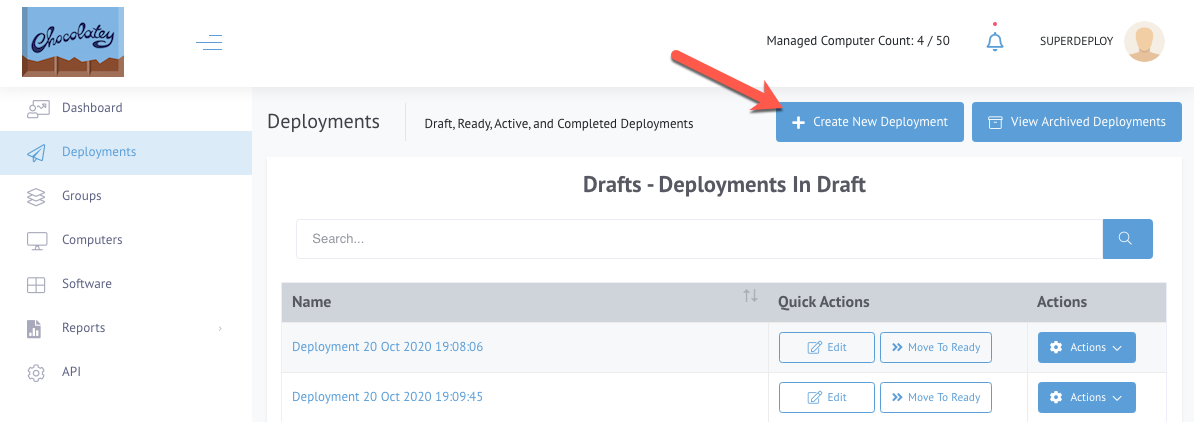 Chocolatey
Managed Computer Count: 4 / 50
SUPERDEPLOY
Dashboard
Deployments
Groups
Computers
Software
Reports
API
Deployments
Draft, Ready, Active, and Completed Deployments
Create New Deployment
View Archived Deployments
Drafts - Deployments In Draft
Search...
Name Quick Actions Actions
Deployment 20 Oct 2020 19:08:06 Edit Move To Ready Actions
Deployment 20 Oct 2020 19:09:45 Edit Move To Ready Actions